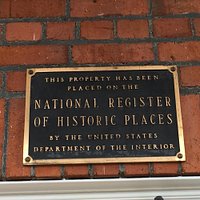 THIS PROPERTY HAS BEEN
PLACED ON THE
NATIONAL REGISTER
OF HISTORIC PLACES
BY THE UNITED STATES
DEPARTMENT OF THE INTERIOR